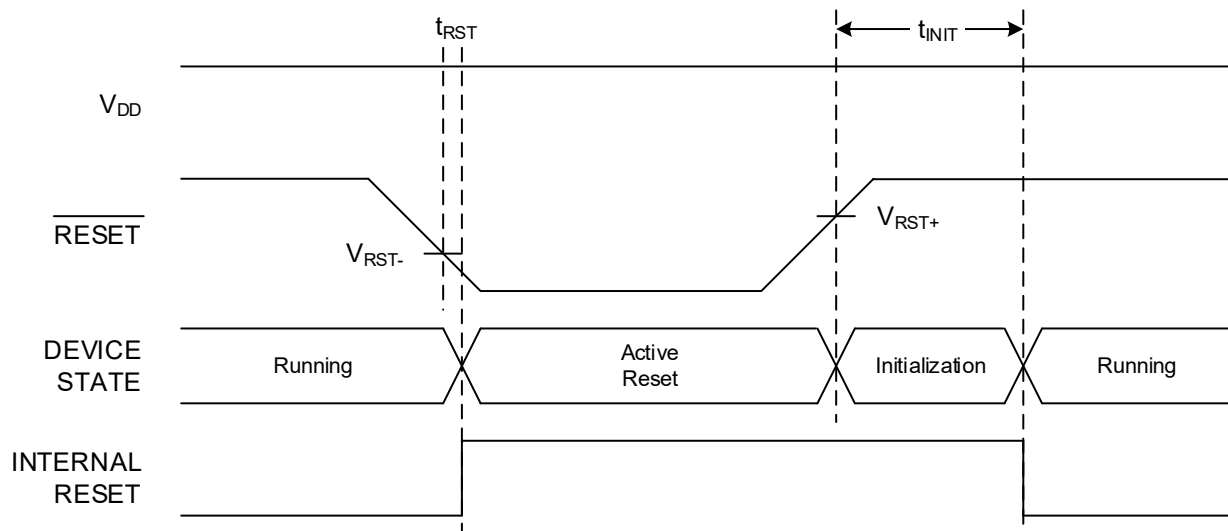 tRST
tINIT
VDD
RESET
VRST-
VRST+
DEVICE
STATE
Running
Active
Reset
Initialization
Running
INTERNAL
RESET